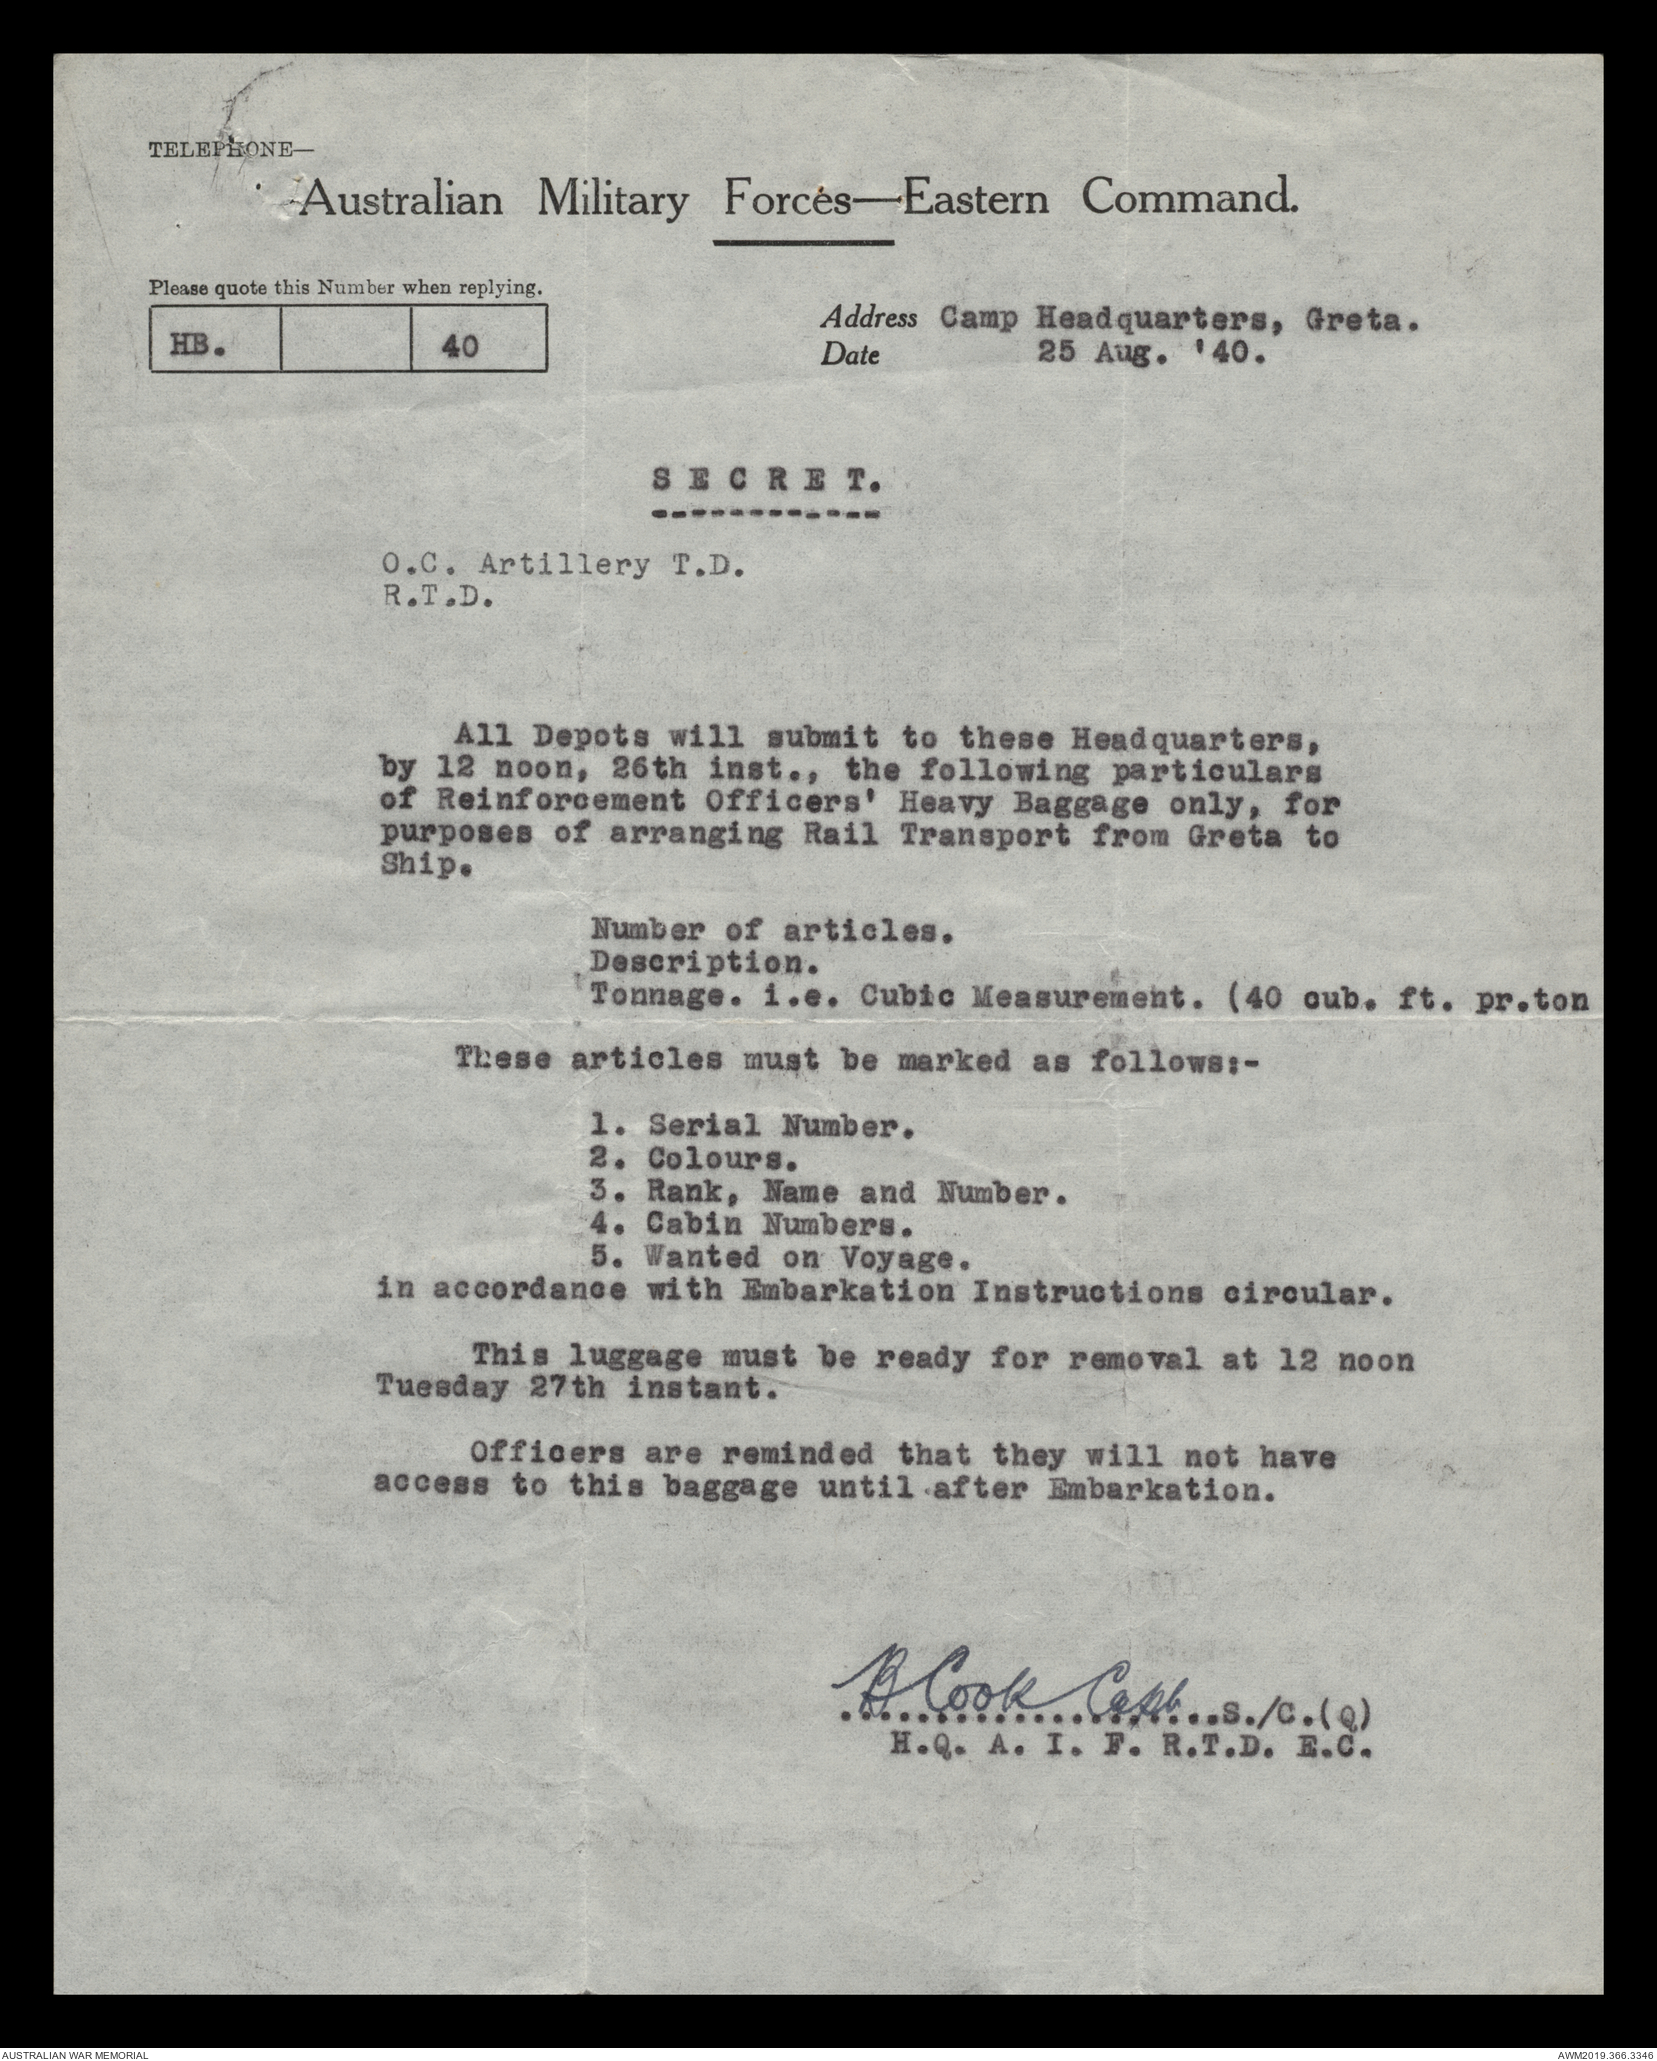 TELEPHONE—
Australian Military Forces—Eastern Command.
Please quote this Number when replying.
HB. 40
Address Camp Headquarters, Greta.
Date 25 Aug. '40.
S E C R E T.
------------
O.C. Artillery T.D.
R.T.D.
All Depots will submit to these Headquarters,
by 12 noon, 26th inst., the following particulars
of Reinforcement Officers' Heavy Baggage only, for
purposes of arranging Rail Transport from Greta to
Ship.
Number of articles.
Description.
Tonnage. i.e. Cubic Measurement. (40 cub. ft. pr.ton
These articles must be marked as follows:-
1. Serial Number.
2. Colours.
3. Rank, Name and Number.
4. Cabin Numbers.
5. Wanted on Voyage.
in accordance with Embarkation Instructions circular.
This luggage must be ready for removal at 12 noon
Tuesday 27th instant.
Officers are reminded that they will not have
access to this baggage until after Embarkation.
B Cook Capt
....................S./C.(Q)
H.Q. A. I. F. R.T.D. E.C.
AUSTRALIAN WAR MEMORIAL
AWM2019.366.3346